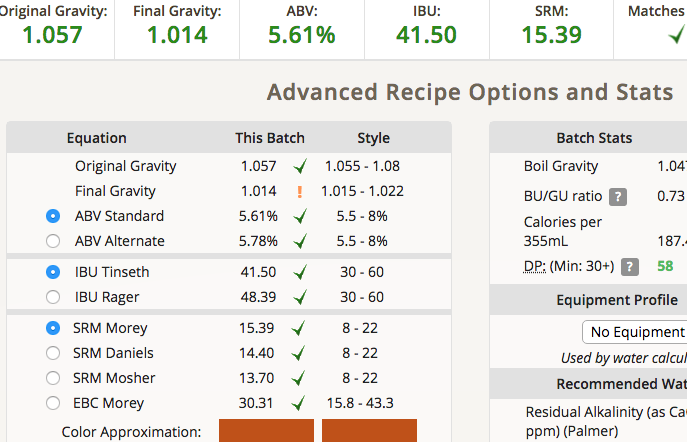 Original Gravity: Final Gravity: ABV: IBU: SRM: Matches
1.057 1.014 5.61% 41.50 15.39
Advanced Recipe Options and Stats
Equation This Batch Style
Original Gravity 1.057 1.055 - 1.08
Final Gravity 1.014 ! 1.015 - 1.022
ABV Standard 5.61% 5.5 - 8%
ABV Alternate 5.78% 5.5 - 8%
IBU Tinseth 41.50 30 - 60
IBU Rager 48.39 30 - 60
SRM Morey 15.39 8 - 22
SRM Daniels 14.40 8 - 22
SRM Mosher 13.70 8 - 22
EBC Morey 30.31 15.8 - 43.3
Color Approximation:
Batch Stats
Boil Gravity 1.047
BU/GU ratio ? 0.73
Calories per
355mL 187.4
DP: (Min: 30+) ? 58
Equipment Profile
No Equipment
Used by water calcul
Recommended Wat
Residual Alkalinity (as Ca
ppm) (Palmer)